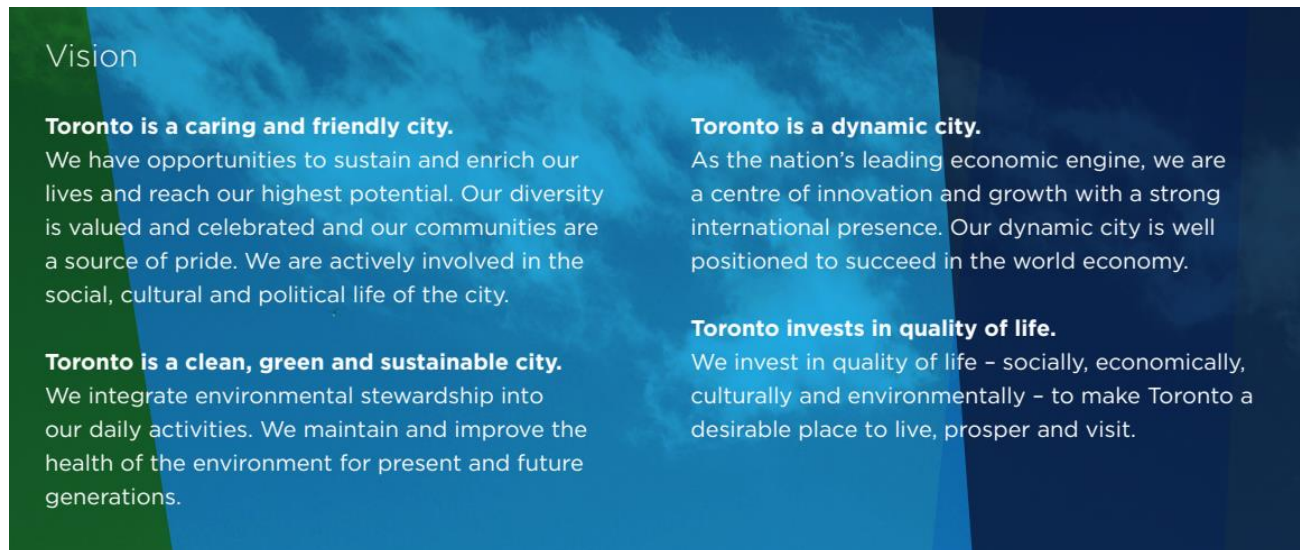 Vision
Toronto is a caring and friendly city.
We have opportunities to sustain and enrich our
lives and reach our highest potential. Our diversity
is valued and celebrated and our communities are
a source of pride. We are actively involved in the
social, cultural and political life of the city.
Toronto is a clean, green and sustainable city.
We integrate environmental stewardship into
our daily activities. We maintain and improve the
health of the environment for present and future
generations.
Toronto is a dynamic city.
As the nation’s leading economic engine, we are
a centre of innovation and growth with a strong
international presence. Our dynamic city is well
positioned to succeed in the world economy.
Toronto invests in quality of life.
We invest in quality of life – socially, economically,
culturally and environmentally – to make Toronto a
desirable place to live, prosper and visit.